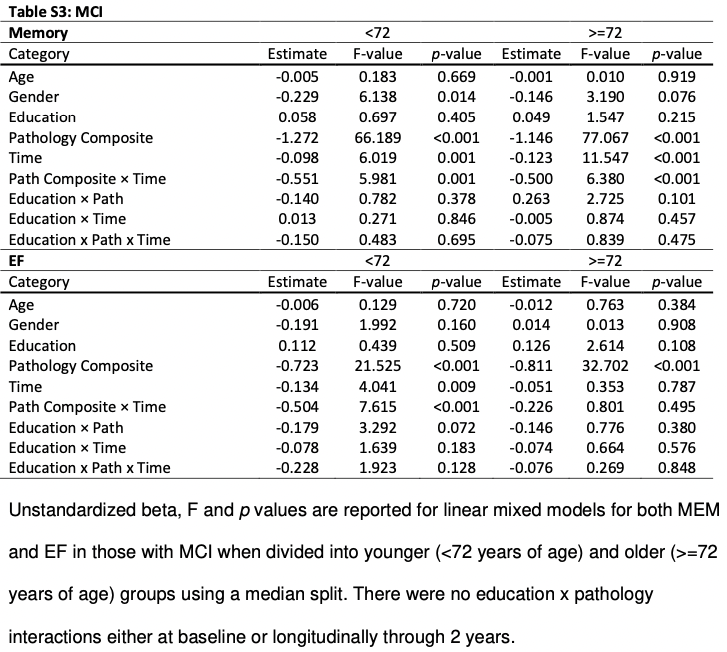 Table S3: MCI
Memory <72 >=72
Category Estimate F-value p-value Estimate F-value p-value
Age -0.005 0.183 0.669 -0.001 0.010 0.919
Gender -0.229 6.138 0.014 -0.146 3.190 0.076
Education 0.058 0.697 0.405 0.049 1.547 0.215
Pathology Composite -1.272 66.189 <0.001 -1.146 77.067 <0.001
Time -0.098 6.019 0.001 -0.123 11.547 <0.001
Path Composite × Time -0.551 5.981 0.001 -0.500 6.380 <0.001
Education × Path -0.140 0.782 0.378 0.263 2.725 0.101
Education × Time 0.013 0.271 0.846 -0.005 0.874 0.457
Education x Path x Time -0.150 0.483 0.695 -0.075 0.839 0.475
EF <72 >=72
Category Estimate F-value p-value Estimate F-value p-value
Age -0.006 0.129 0.720 -0.012 0.763 0.384
Gender -0.191 1.992 0.160 0.014 0.013 0.908
Education 0.112 0.439 0.509 0.126 2.614 0.108
Pathology Composite -0.723 21.525 <0.001 -0.811 32.702 <0.001
Time -0.134 4.041 0.009 -0.051 0.353 0.787
Path Composite × Time -0.504 7.615 <0.001 -0.226 0.801 0.495
Education × Path -0.179 3.292 0.072 -0.146 0.776 0.380
Education × Time -0.078 1.639 0.183 -0.074 0.664 0.576
Education x Path x Time -0.228 1.923 0.128 -0.076 0.269 0.848
Unstandardized beta, F and p values are reported for linear mixed models for both MEM
and EF in those with MCI when divided into younger (<72 years of age) and older (>=72
years of age) groups using a median split. There were no education x pathology
interactions either at baseline or longitudinally through 2 years.